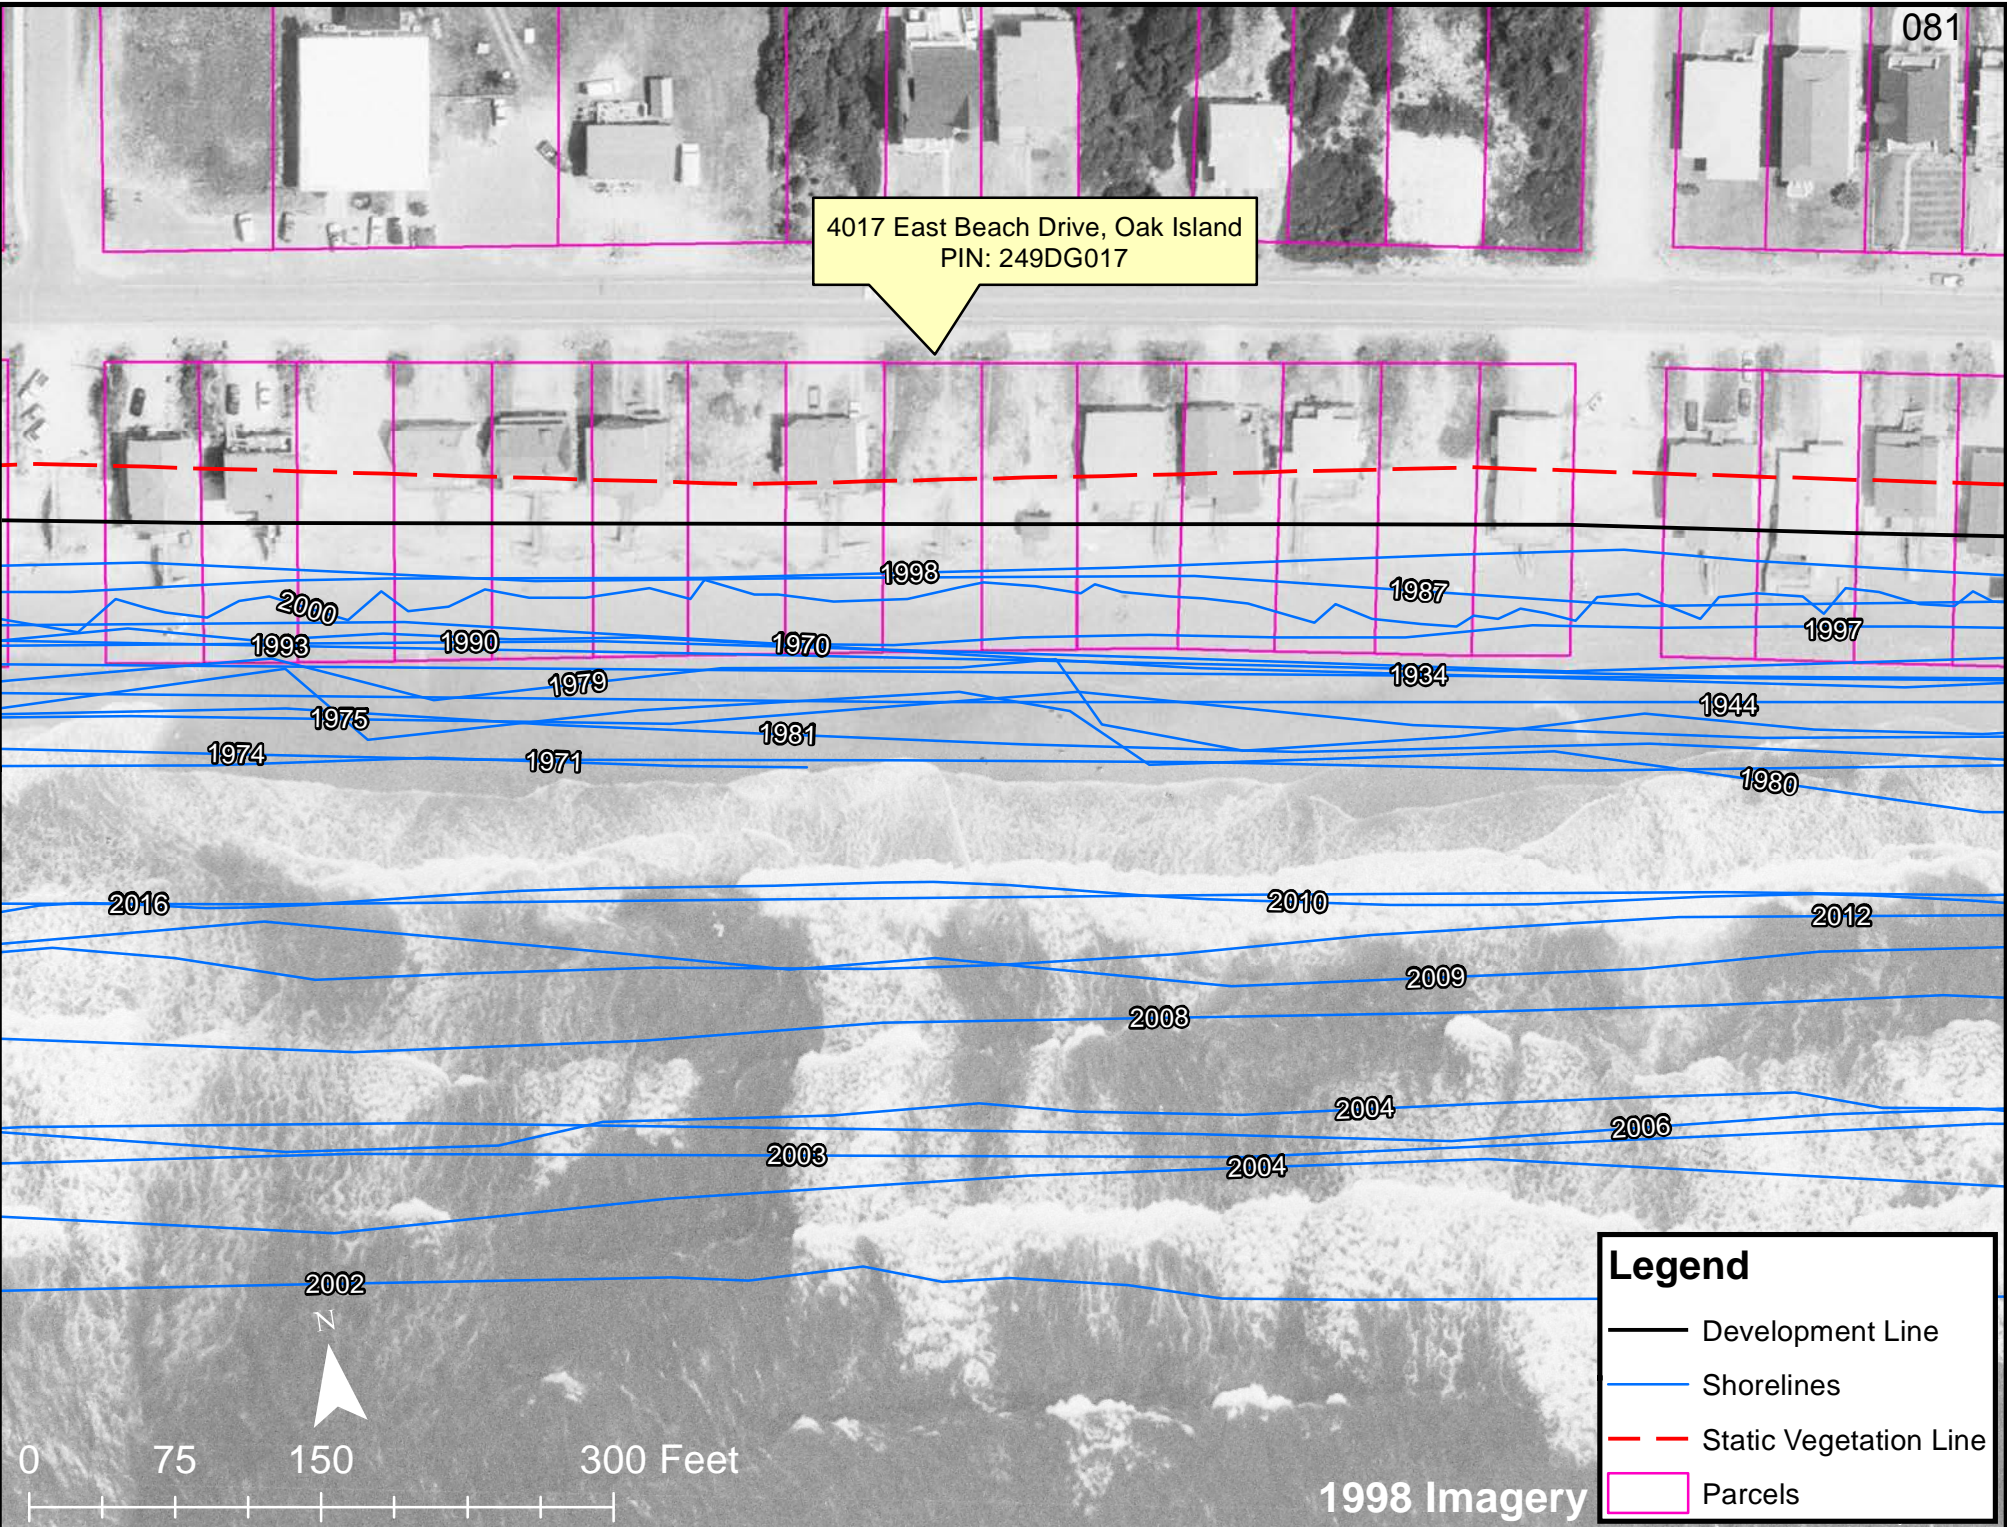 081
4017 East Beach Drive, Oak Island
PIN: 249DG017
1998
1987
2000
1997
1993
1990
1970
1934
1979
1944
1975
1981
1974
1971
1980
2016
2010
2012
2009
2008
2004
2006
2003
2004
2002
N
0 75 150 300 Feet
1998 Imagery
Legend
Development Line
Shorelines
Static Vegetation Line
Parcels